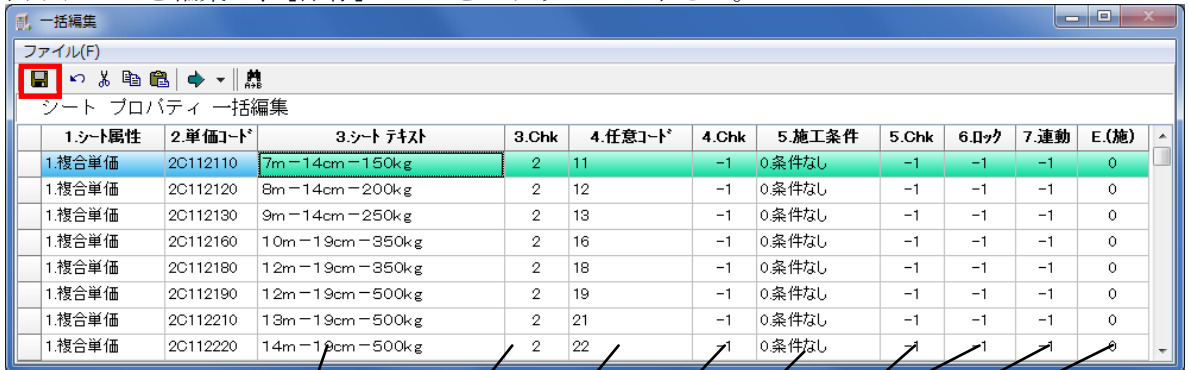 一括編集
ファイル(F)
シート プロパティ 一括編集
1.シート属性 2.単価コード 3.シート テキスト 3.Chk 4.任意コード 4.Chk 5.施工条件 5.Chk 6.ロック 7.連動 E.(施)
1.複合単価 2C112110 7m－14cm－150kg 2 11 -1 0.条件なし -1 -1 -1 0
1.複合単価 2C112120 8m－14cm－200kg 2 12 -1 0.条件なし -1 -1 -1 0
1.複合単価 2C112130 9m－14cm－250kg 2 13 -1 0.条件なし -1 -1 -1 0
1.複合単価 2C112160 10m－19cm－350kg 2 16 -1 0.条件なし -1 -1 -1 0
1.複合単価 2C112180 12m－19cm－350kg 2 18 -1 0.条件なし -1 -1 -1 0
1.複合単価 2C112190 12m－19cm－500kg 2 19 -1 0.条件なし -1 -1 -1 0
1.複合単価 2C112210 13m－19cm－500kg 2 21 -1 0.条件なし -1 -1 -1 0
1.複合単価 2C112220 14m－19cm－500kg 2 22 -1 0.条件なし -1 -1 -1 0